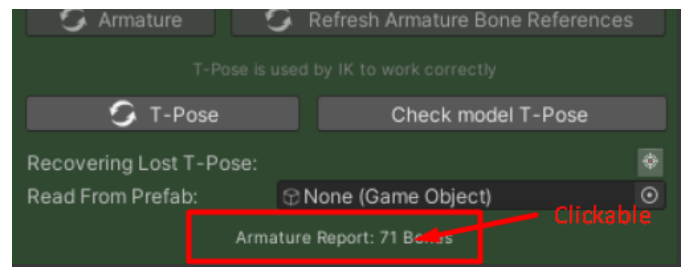 Armature
Refresh Armature Bone References
T-Pose is used by IK to work correctly
T-Pose
Check model T-Pose
Recovering Lost T-Pose:
Read From Prefab:
None (Game Object)
Clickable
Armature Report: 71 Bones